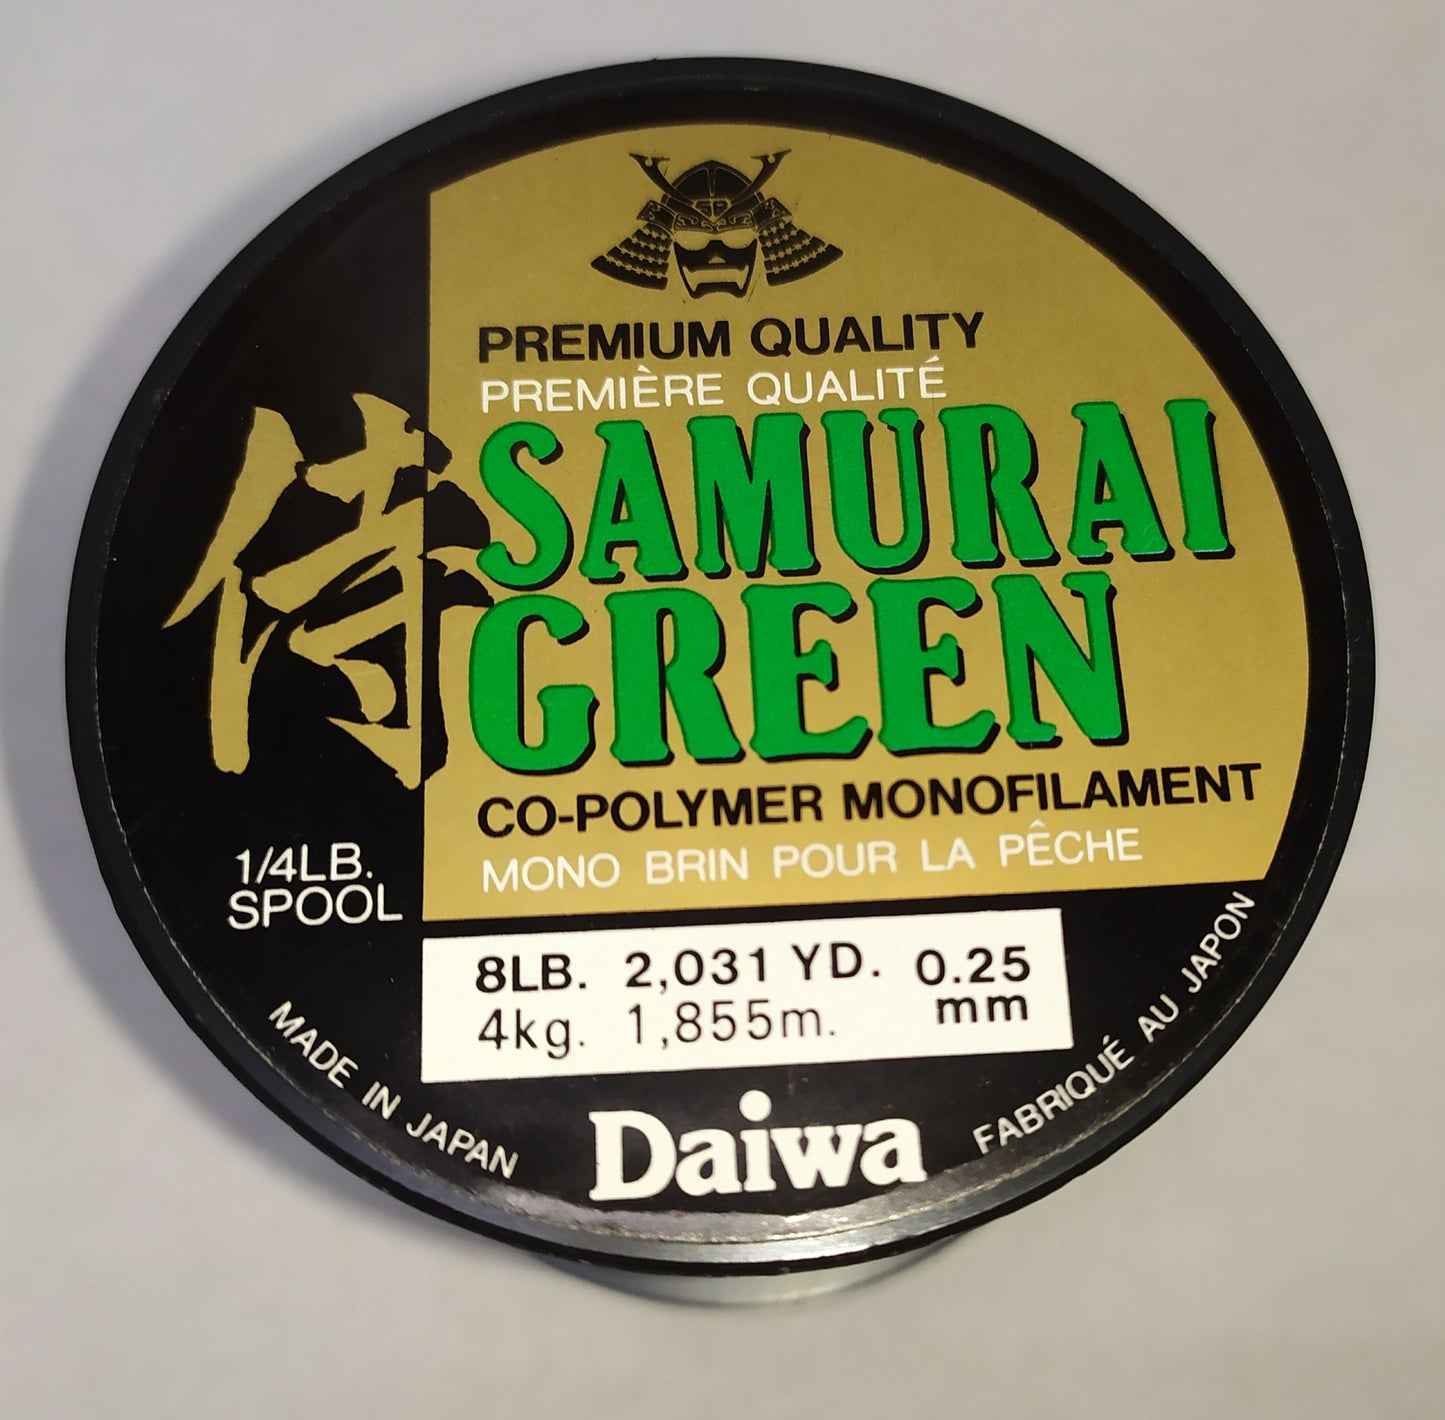 PREMIUM QUALITY
PREMIÈRE QUALITÉ
侍
SAMURAI
GREEN
CO-POLYMER MONOFILAMENT
MONO BRIN POUR LA PÊCHE
1/4LB.
SPOOL
8LB. 2,031 YD. 0.25
4kg. 1,855m. mm
MADE IN JAPAN
Daiwa
FABRIQUÉ AU JAPON